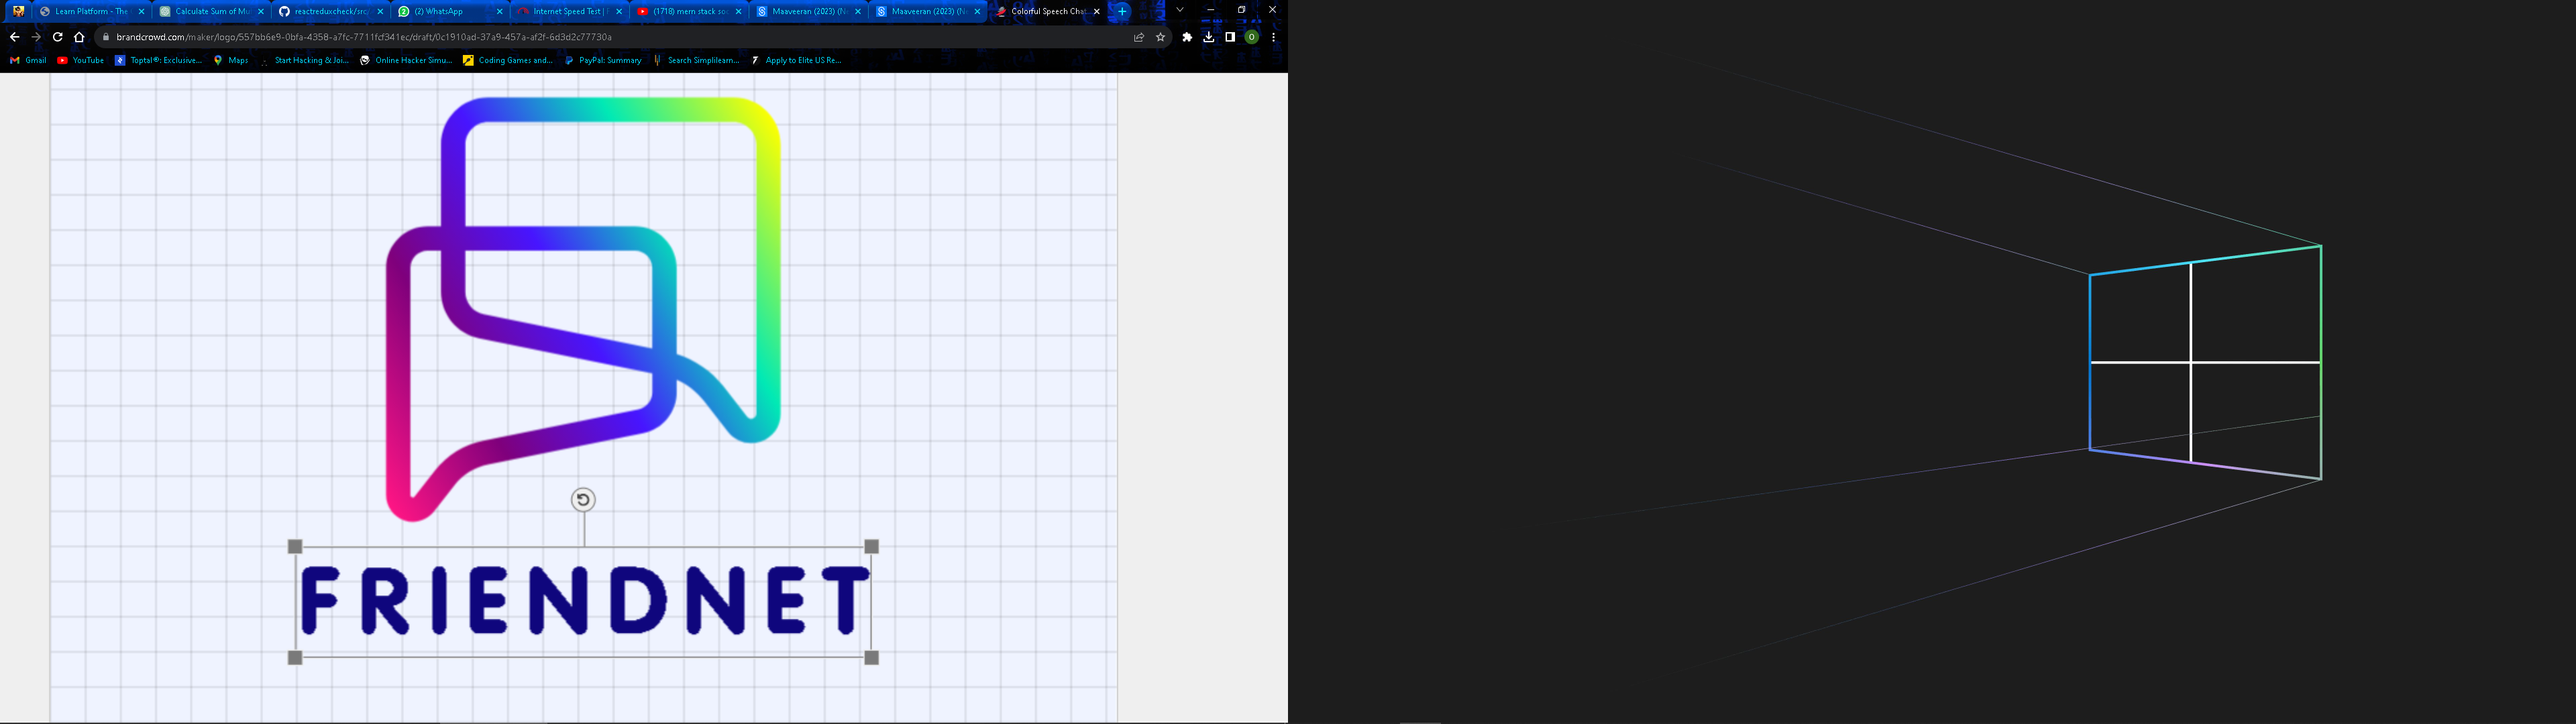 Learn Platform - The
Calculate Sum of Mu
reactreduxcheck/src/
(2) WhatsApp
Internet Speed Test |
(1718) mern stack soc
Maaveeran (2023) (N
Maaveeran (2023) (N
Colorful Speech Chat
brandcrowd.com/maker/logo/557bb6e9-0bfa-4358-a7fc-7711fcf341ec/draft/0c1910ad-37a9-457a-af2f-6d3d2c77730a
O
Gmail
YouTube
Toptal®: Exclusive...
Maps
Start Hacking & Joi...
Online Hacker Simu...
Coding Games and...
PayPal: Summary
Search Simplilearn...
Apply to Elite US Re...
FRIENDNET